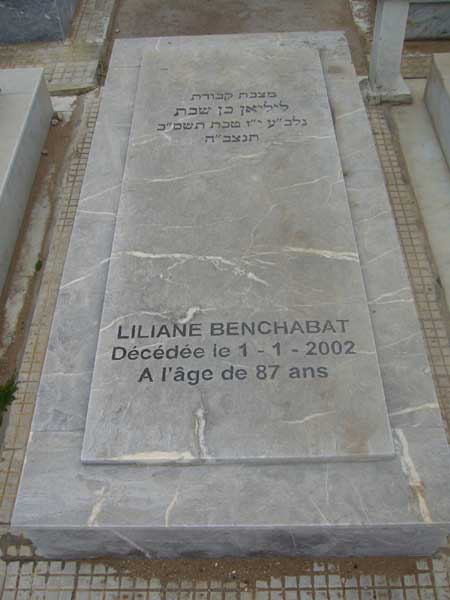 מצבת קבורת
ליליאן בן שבת
נלב"ע י"ז טבת תשס"ב
תנצב"ה
LILIANE BENCHABAT
Décédée le 1 - 1 - 2002
A l'âge de 87 ans